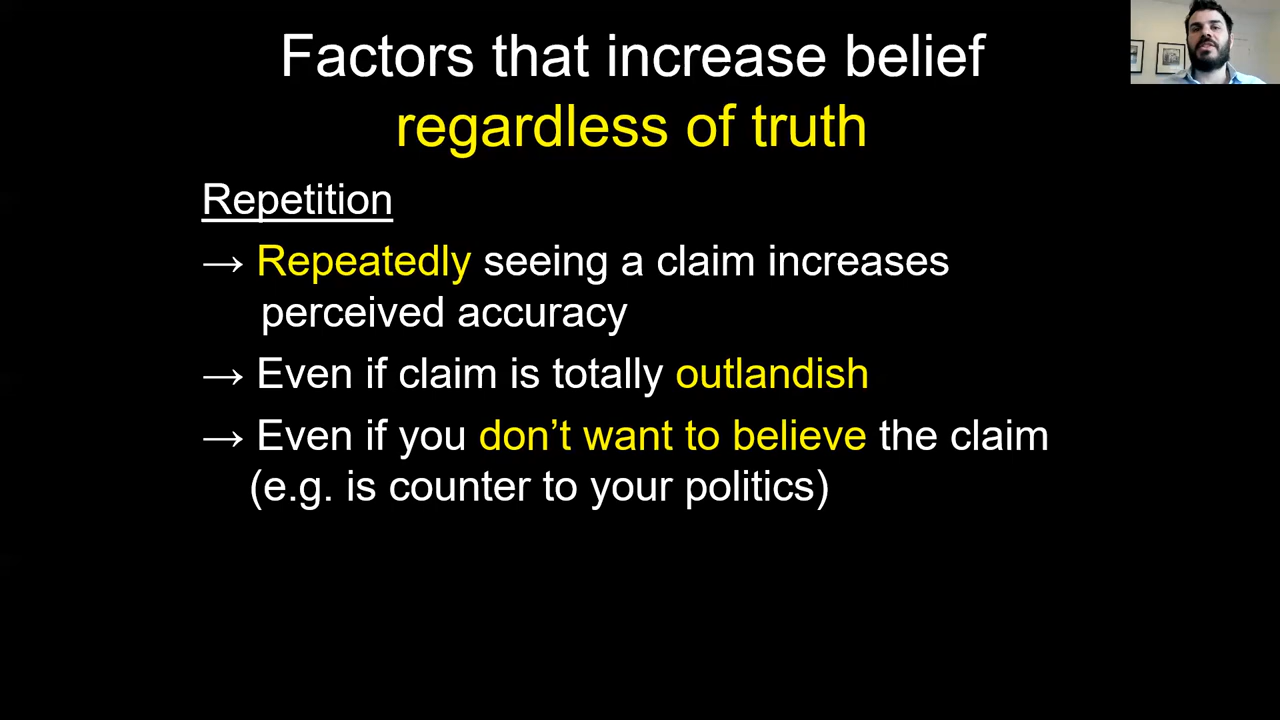 Factors that increase belief
regardless of truth
Repetition
→ Repeatedly seeing a claim increases
perceived accuracy
→ Even if claim is totally outlandish
→ Even if you don’t want to believe the claim
(e.g. is counter to your politics)